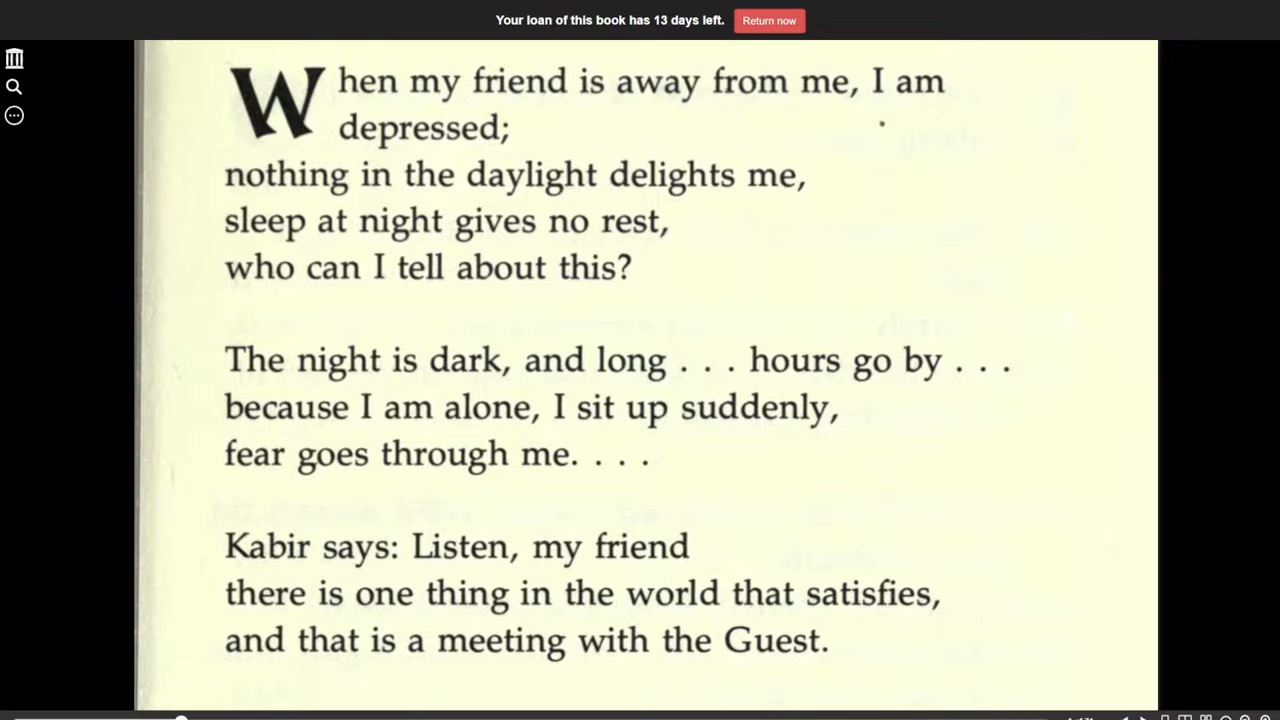 Your loan of this book has 13 days left. Return now
When my friend is away from me, I am
depressed;
nothing in the daylight delights me,
sleep at night gives no rest,
who can I tell about this?
The night is dark, and long . . . hours go by . . .
because I am alone, I sit up suddenly,
fear goes through me. . . .
Kabir says: Listen, my friend
there is one thing in the world that satisfies,
and that is a meeting with the Guest.